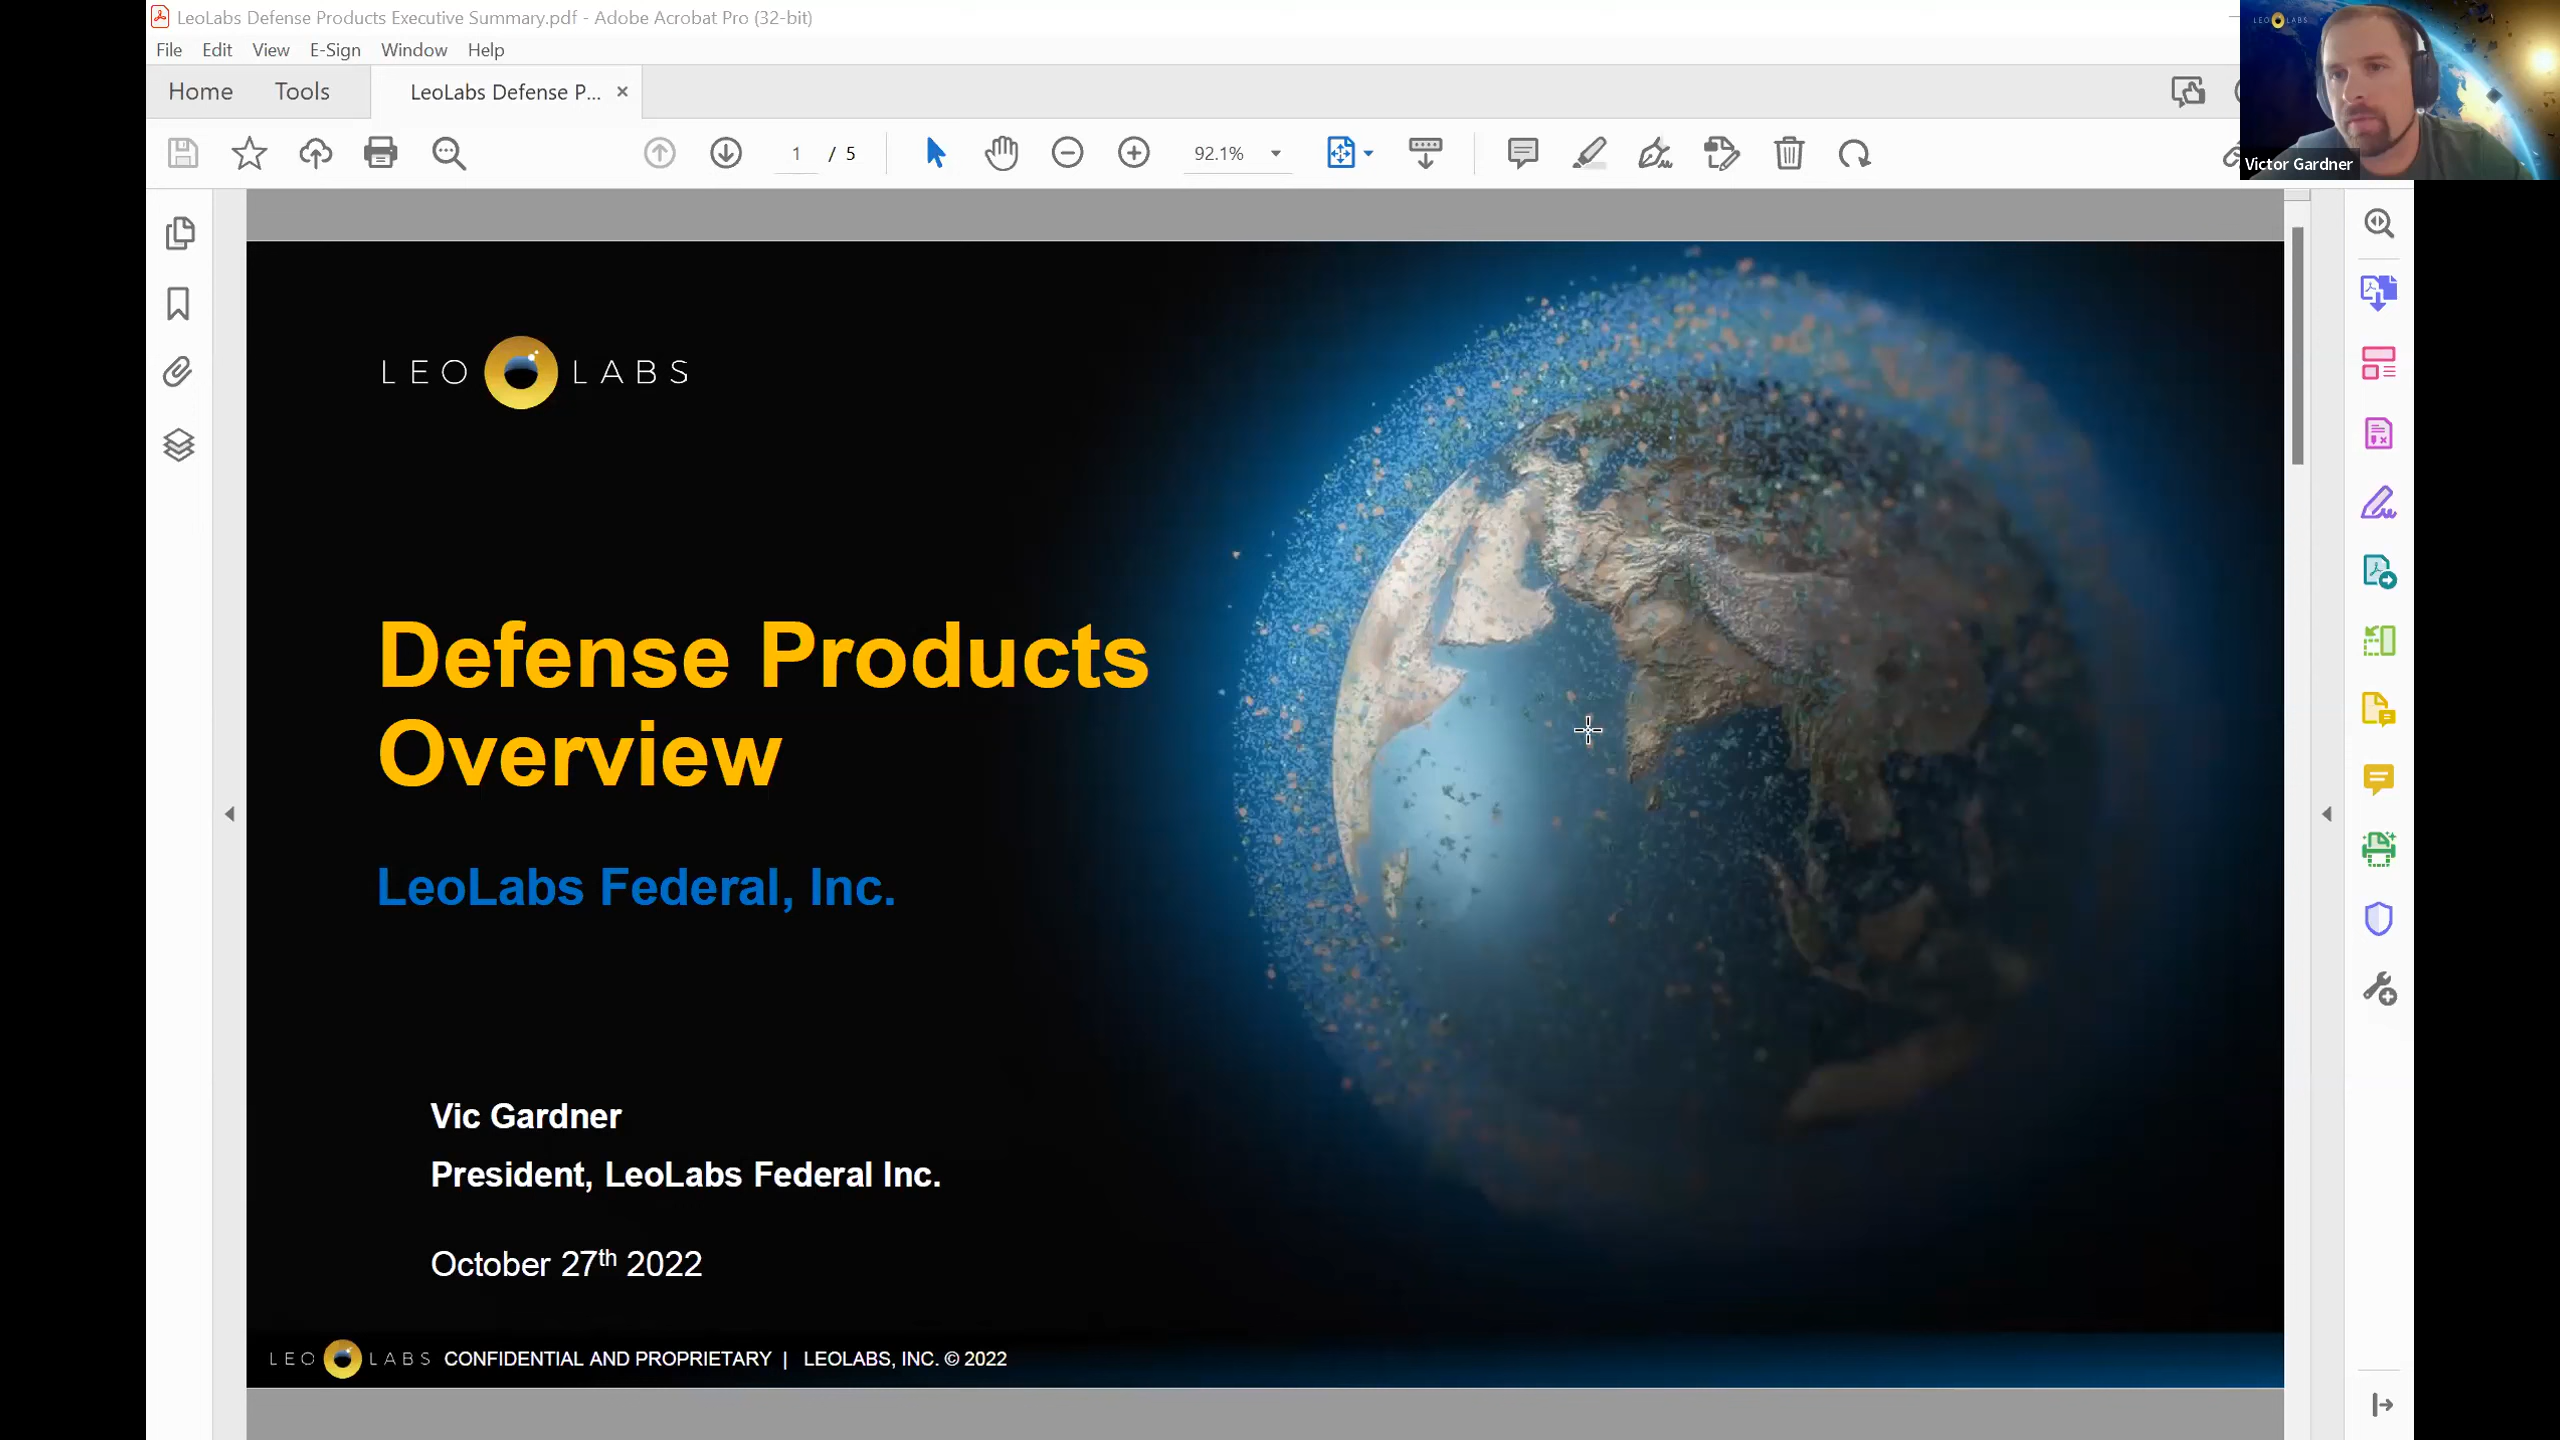 LeoLabs Defense Products Executive Summary.pdf - Adobe Acrobat Pro (32-bit)
File Edit View E-Sign Window Help
Home Tools LeoLabs Defense P... ×
1 / 5 92.1%
LEO LABS
Victor Gardner
LEO LABS
Defense Products
Overview
LeoLabs Federal, Inc.
Vic Gardner
President, LeoLabs Federal Inc.
October 27th 2022
LEO LABS CONFIDENTIAL AND PROPRIETARY | LEOLABS, INC. © 2022